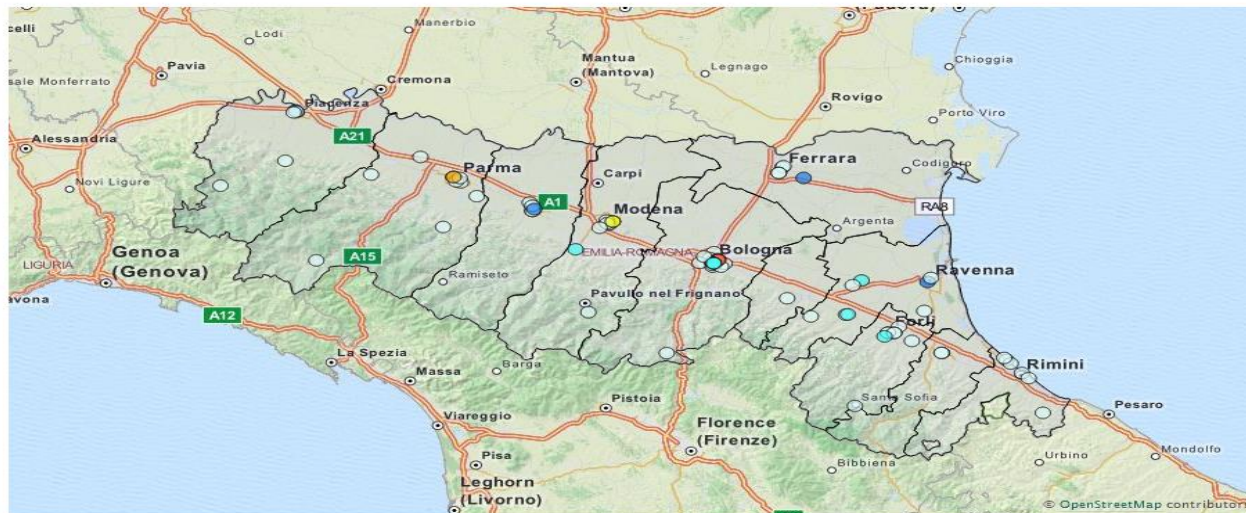 (Padova)
celli
Lodi
Manerbio
Mantua
(Mantova)
Legnago
Chioggia
Pavia
sale Monferrato
Cremona
Rovigo
Porto Viro
Piacenza
Alessandria
A21
Novi Ligure
Parma
Carpi
Ferrara
Codigoro
A1
Modena
RA8
Argenta
EMILIA-ROMAGNA
Bologna
Genoa
(Genova)
LIGURIA
A15
Ramiseto
Ravenna
Pavullo nel Frignano
avona
A12
Forlì
La Spezia
Barga
Rimini
Massa
Pistoia
Santa Sofia
Viareggio
Florence
(Firenze)
Pesaro
Mondolfo
Pisa
Bibbiena
Urbino
Leghorn
(Livorno)
© OpenStreetMap contributor